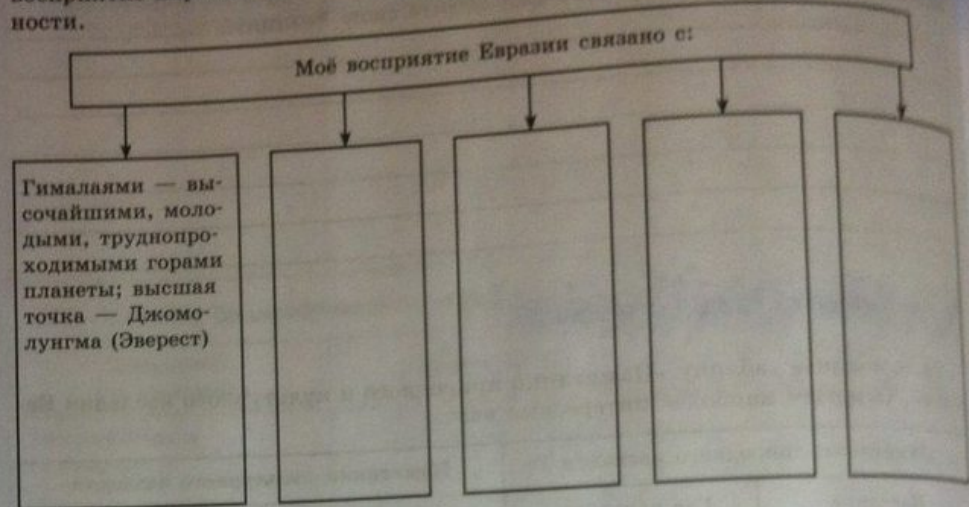 ности.
Моё восприятие Евразии связано с:
Гималаями — вы-
сочайшими, моло-
дыми, труднопро-
ходимыми горами
планеты; высшая
точка — Джомо-
лунгма (Эверест)